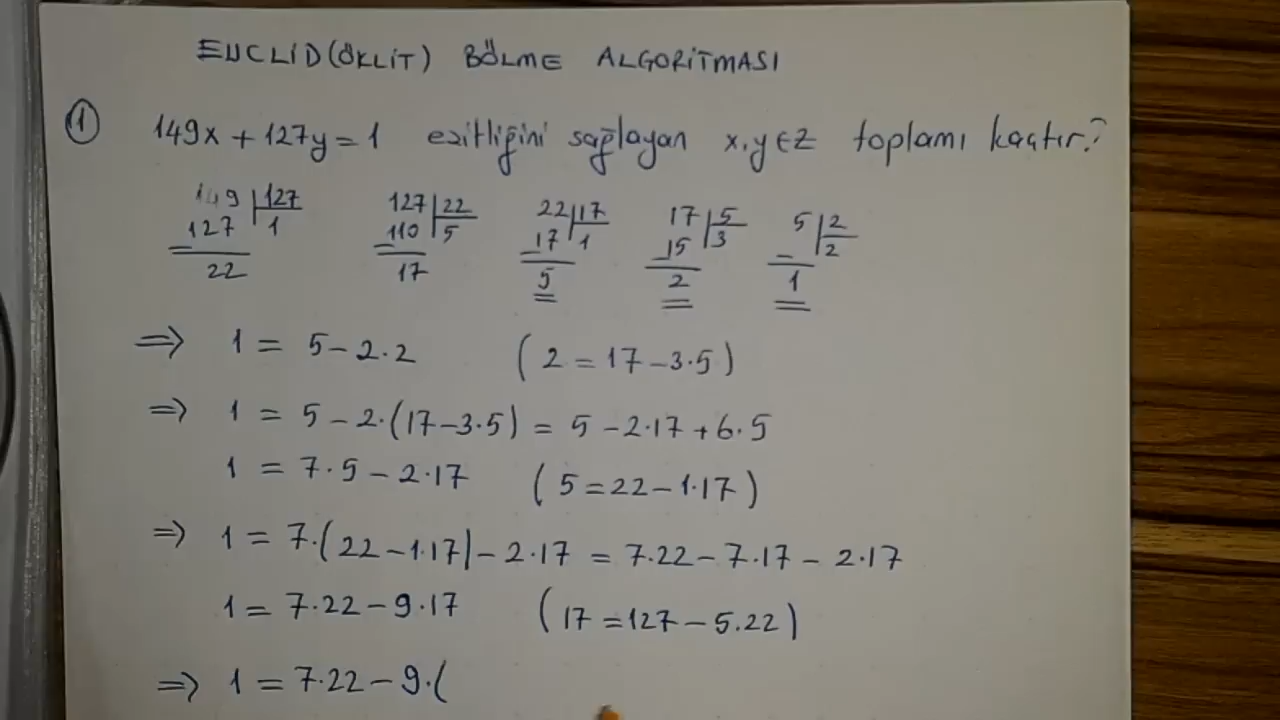 EUCLİD(ÖKLİT) BÖLME ALGORİTMASI
① 149x + 127y = 1 eşitliğini sağlayan x,y∈Z toplamı kaçtır?
149 | 127 127 | 22 22 | 17 17 | 5 5 | 2
-127 1 -110 5 -17 1 -15 3 - 2
22 17 5 2 1
⇒ 1 = 5 - 2.2 (2 = 17 - 3.5)
⇒ 1 = 5 - 2.(17 - 3.5) = 5 - 2.17 + 6.5
1 = 7.5 - 2.17 (5 = 22 - 1.17)
⇒ 1 = 7.(22 - 1.17) - 2.17 = 7.22 - 7.17 - 2.17
1 = 7.22 - 9.17 (17 = 127 - 5.22)
⇒ 1 = 7.22 - 9.(